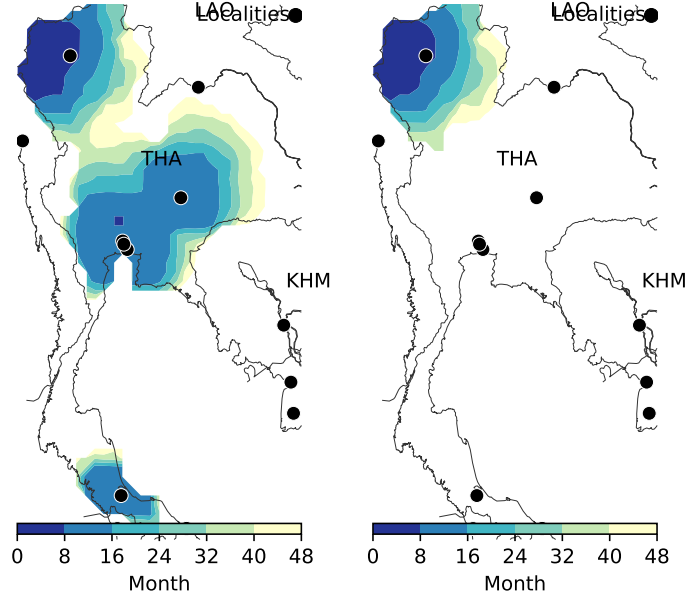 LAO
Localities
THA
KHM
0 8 16 24 32 40 48
Month
LAO
Localities
THA
KHM
0 8 16 24 32 40 48
Month